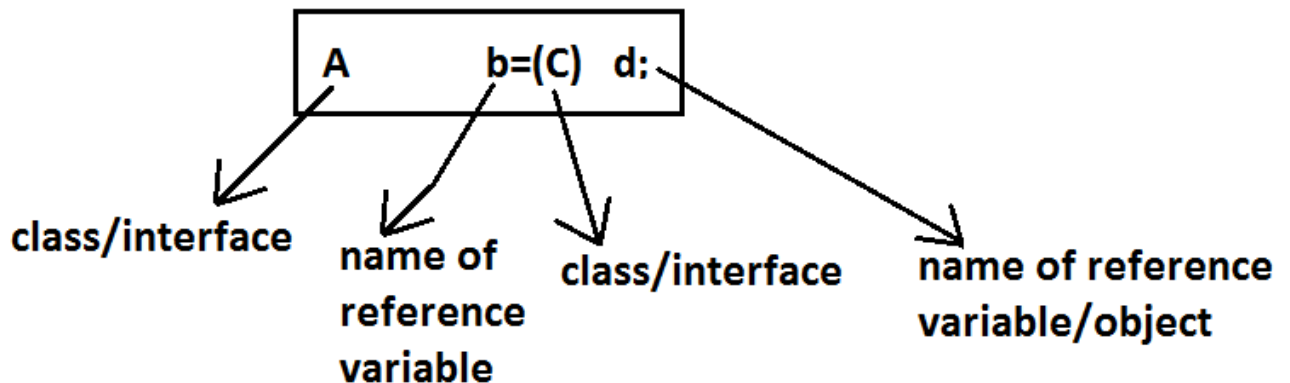 A b=(C) d;
class/interface
name of
reference
variable
class/interface
name of reference
variable/object